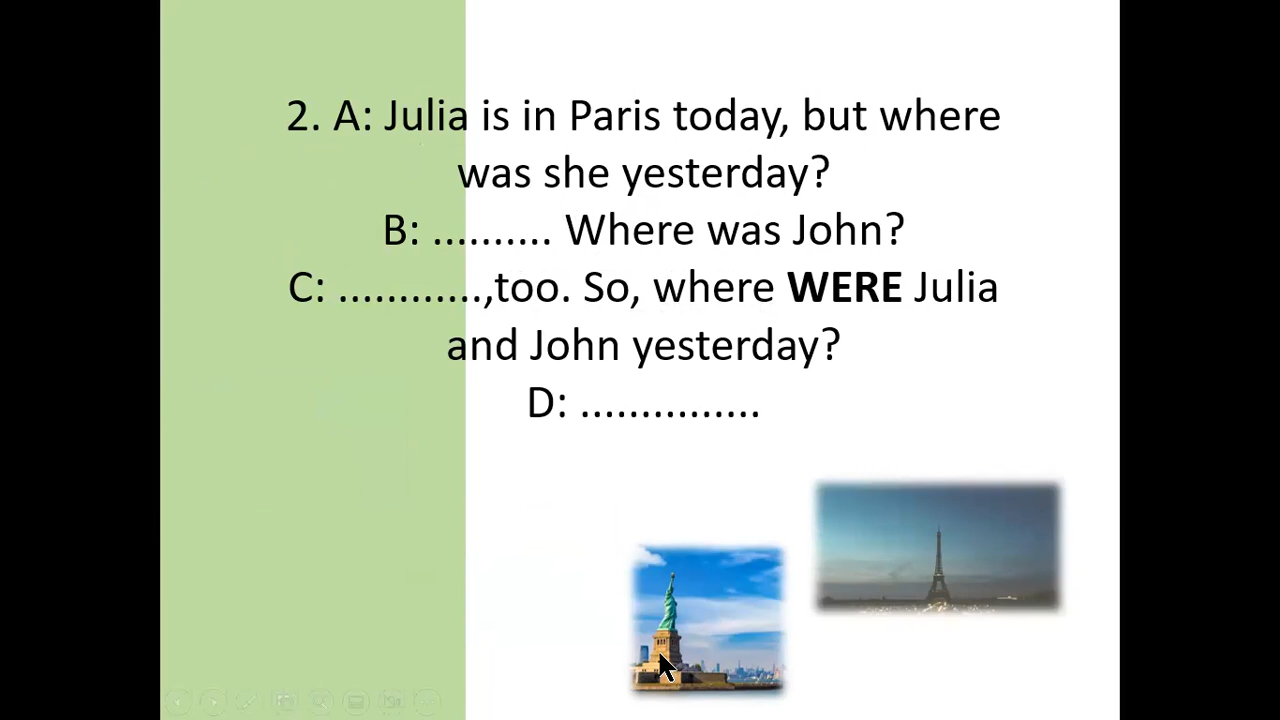 2. A: Julia is in Paris today, but where
was she yesterday?
B: .......... Where was John?
C: ............,too. So, where WERE Julia
and John yesterday?
D: ...............